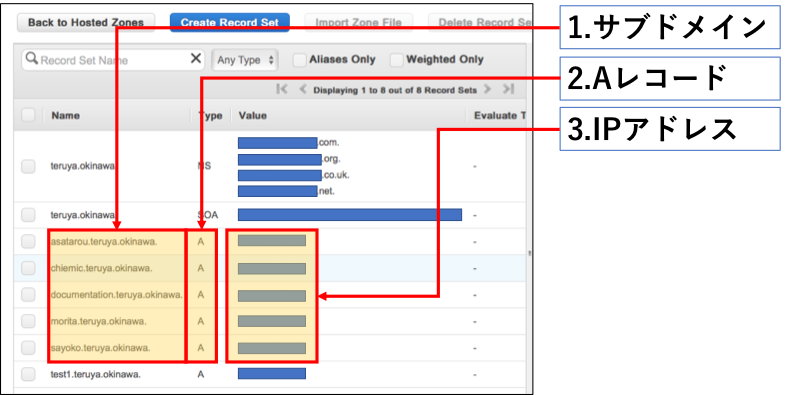 Back to Hosted Zones Create Record Set Import Zone File Delete Record Se
1.サブドメイン
Record Set Name Any Type Aliases Only Weighted Only
2.Aレコード
Displaying 1 to 8 out of 8 Record Sets
Name Type Value Evaluate T
3.IPアドレス
.com.
.org.
teruya.okinawa. NS -
.co.uk.
.net.
teruya.okinawa. SOA -
asatarou.teruya.okinawa. A -
chiemic.teruya.okinawa. A -
documentation.teruya.okinawa. A -
morita.teruya.okinawa. A -
sayoko.teruya.okinawa. A -
test1.teruya.okinawa. A -